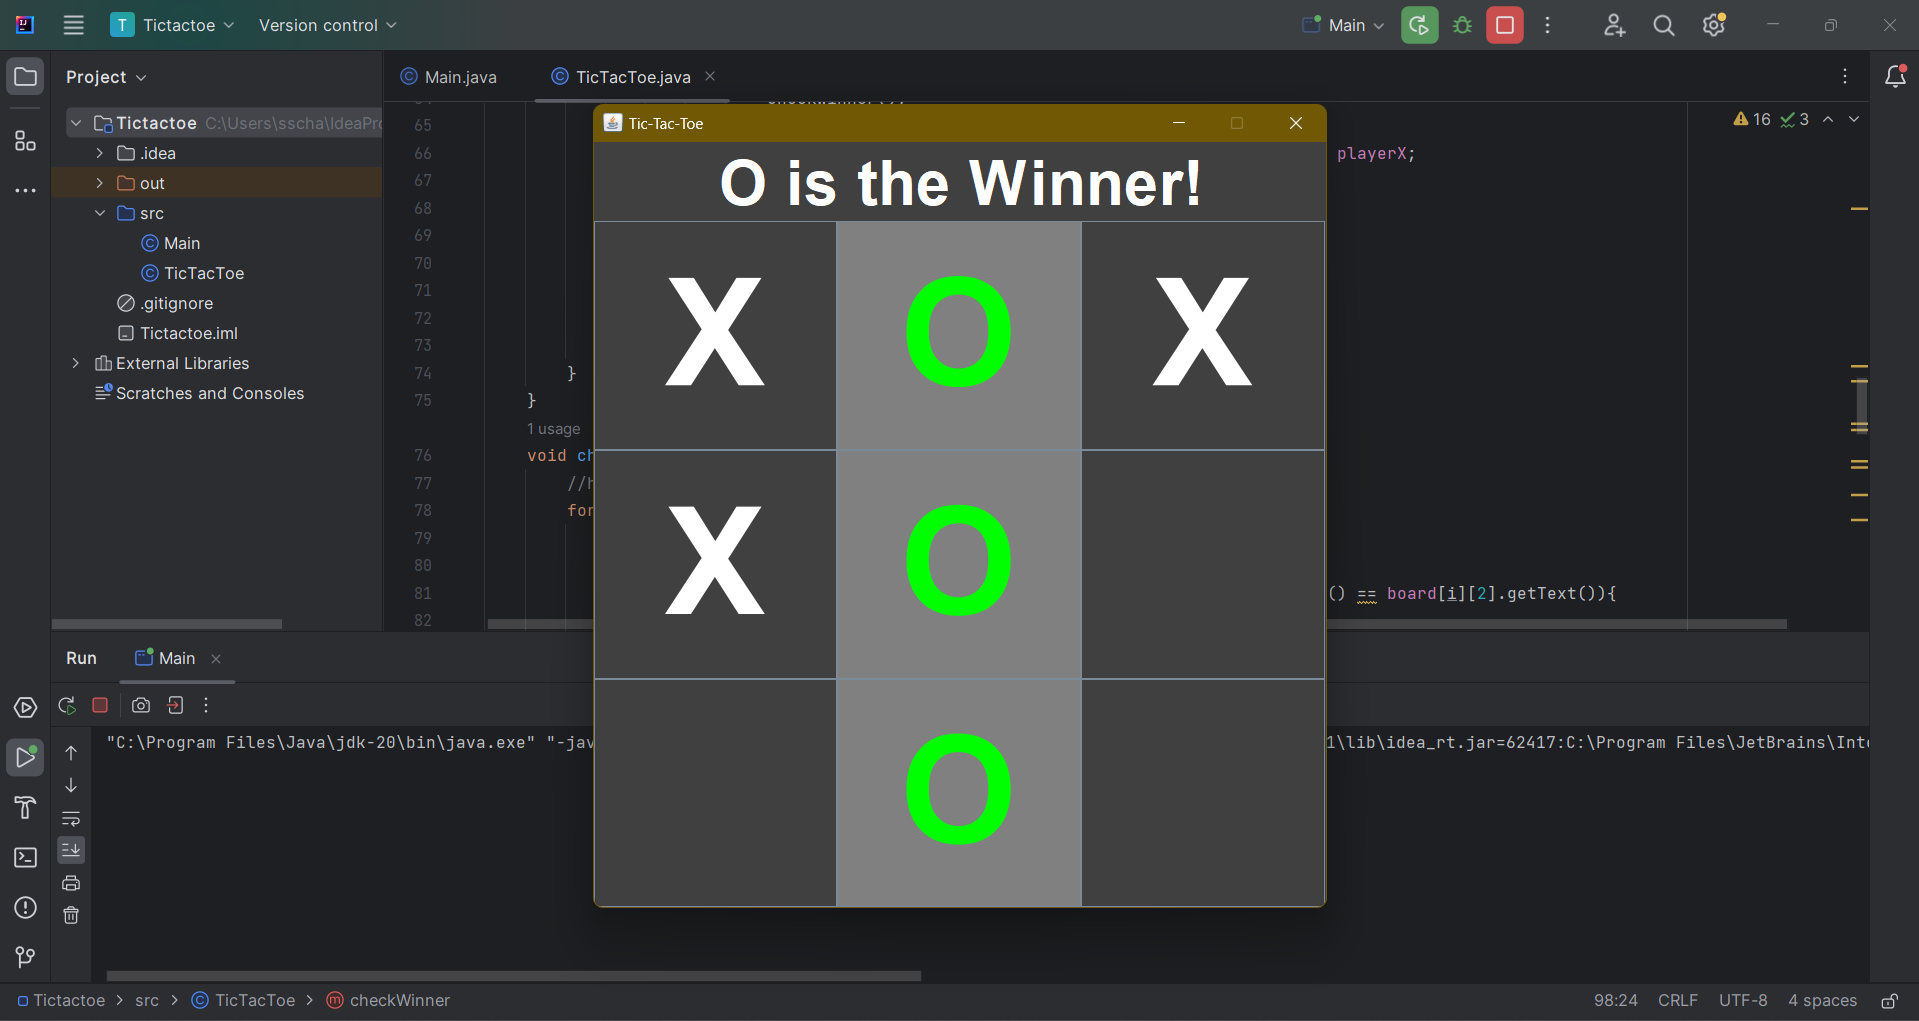 T Tictactoe Version control Main
Project
Main.java TicTacToe.java
Tictactoe C:\Users\sscha\IdeaPro
.idea
out
src
Main
TicTacToe
.gitignore
Tictactoe.iml
External Libraries
Scratches and Consoles
16 3
65
66 playerX;
67
68
69
70
71
72
73
74 }
75 }
1 usage
76 void ch
77 //h
78 for
79
80
81 () == board[i][2].getText()){
82
Tic-Tac-Toe
O is the Winner!
X O X
X O
O
Run Main
"C:\Program Files\Java\jdk-20\bin\java.exe" "-jav 1\lib\idea_rt.jar=62417:C:\Program Files\JetBrains\Inte
Tictactoe > src > TicTacToe > checkWinner 98:24 CRLF UTF-8 4 spaces